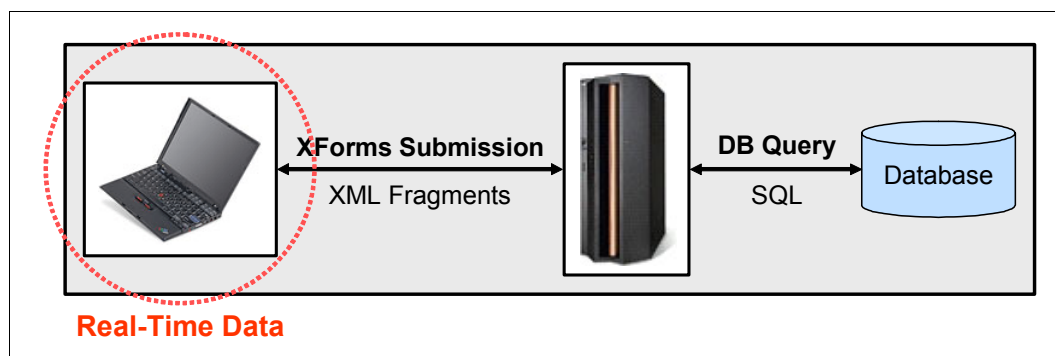 XForms Submission
XML Fragments
DB Query
SQL
Database
Real-Time Data